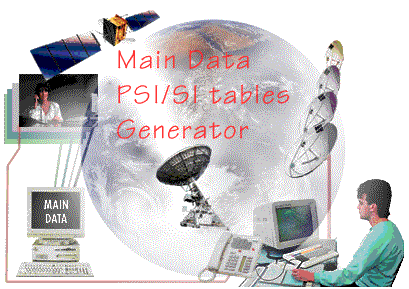 Main Data
PSI/SI tables
Generator
MAIN
DATA